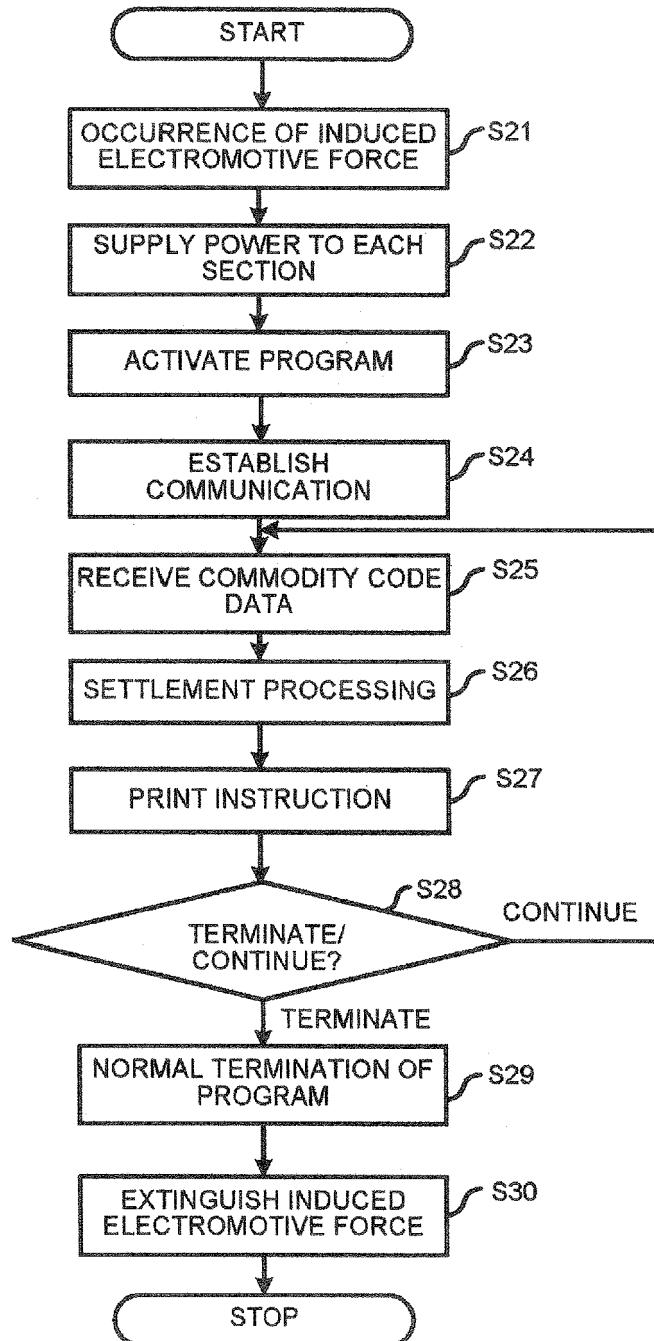 START
OCCURRENCE OF INDUCED
ELECTROMOTIVE FORCE
S21
SUPPLY POWER TO EACH
SECTION
S22
ACTIVATE PROGRAM
S23
ESTABLISH
COMMUNICATION
S24
RECEIVE COMMODITY CODE
DATA
S25
SETTLEMENT PROCESSING
S26
PRINT INSTRUCTION
S27
S28
TERMINATE/
CONTINUE?
CONTINUE
TERMINATE
NORMAL TERMINATION OF
PROGRAM
S29
EXTINGUISH INDUCED
ELECTROMOTIVE FORCE
S30
STOP